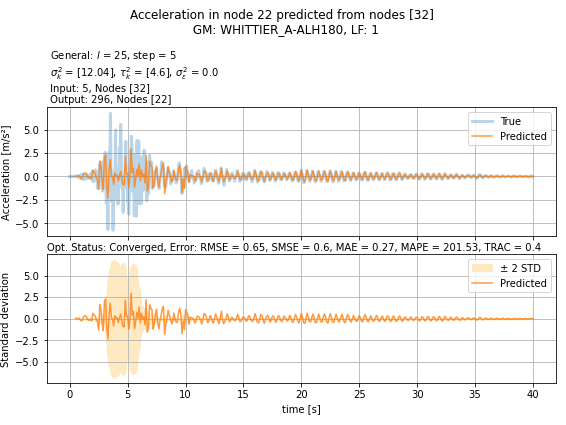 Acceleration in node 22 predicted from nodes [32]
GM: WHITTIER_A-ALH180, LF: 1
General: l = 25, step = 5
σ²ₖ = [12.04], τ²ₖ = [4.6], σ²ε = 0.0
Input: 5, Nodes [32]
Output: 296, Nodes [22]
Acceleration [m/s²]
5.0
2.5
0.0
−2.5
−5.0
True
Predicted
Opt. Status: Converged, Error: RMSE = 0.65, SMSE = 0.6, MAE = 0.27, MAPE = 201.53, TRAC = 0.4
Standard deviation
5.0
2.5
0.0
−2.5
−5.0
± 2 STD
Predicted
0 5 10 15 20 25 30 35 40
time [s]